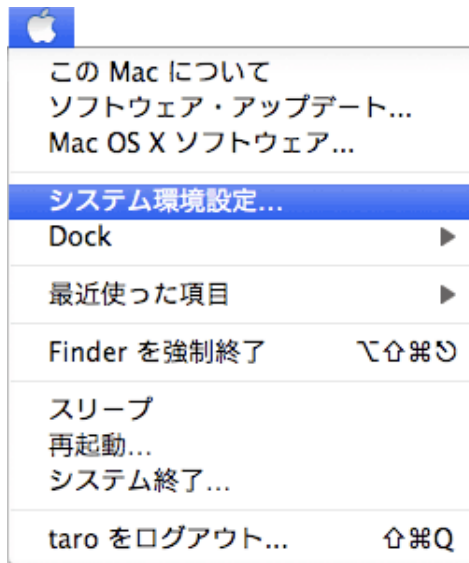 この Mac について
ソフトウェア・アップデート...
Mac OS X ソフトウェア...
システム環境設定...
Dock ▶
最近使った項目 ▶
Finder を強制終了 ⌥⇧⌘⎋
スリープ
再起動...
システム終了...
taro をログアウト... ⇧⌘Q